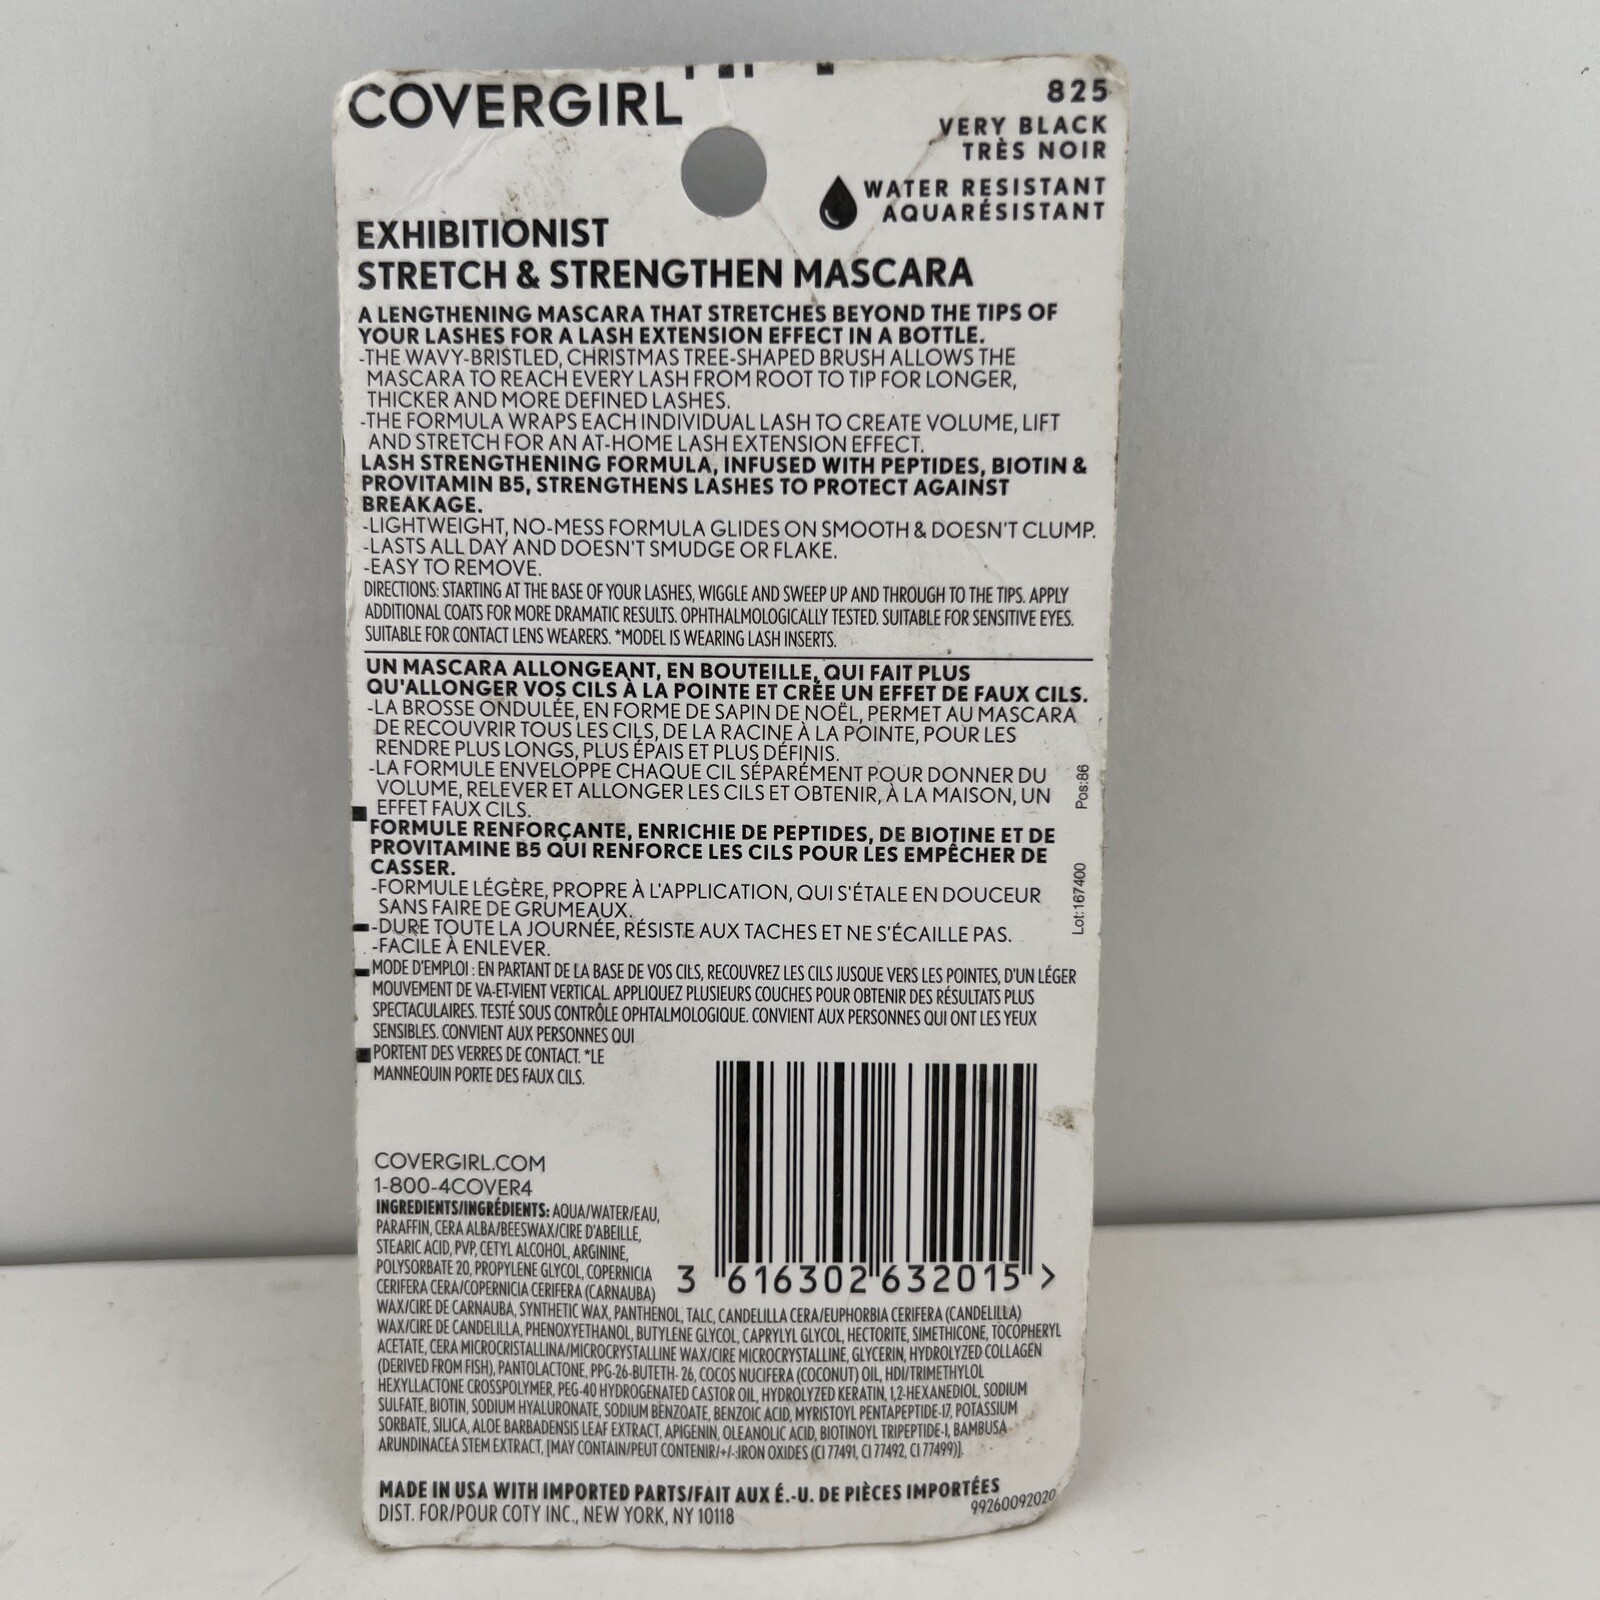 COVERGIRL
825
VERY BLACK
TRÈS NOIR
WATER RESISTANT
AQUARÉSISTANT
EXHIBITIONIST
STRETCH & STRENGTHEN MASCARA
A LENGTHENING MASCARA THAT STRETCHES BEYOND THE TIPS OF
YOUR LASHES FOR A LASH EXTENSION EFFECT IN A BOTTLE.
-THE WAVY-BRISTLED, CHRISTMAS TREE-SHAPED BRUSH ALLOWS THE
MASCARA TO REACH EVERY LASH FROM ROOT TO TIP FOR LONGER,
THICKER AND MORE DEFINED LASHES.
-THE FORMULA WRAPS EACH INDIVIDUAL LASH TO CREATE VOLUME, LIFT
AND STRETCH FOR AN AT-HOME LASH EXTENSION EFFECT.
LASH STRENGTHENING FORMULA, INFUSED WITH PEPTIDES, BIOTIN &
PROVITAMIN B5, STRENGTHENS LASHES TO PROTECT AGAINST
BREAKAGE.
-LIGHTWEIGHT, NO-MESS FORMULA GLIDES ON SMOOTH & DOESN'T CLUMP.
-LASTS ALL DAY AND DOESN'T SMUDGE OR FLAKE.
-EASY TO REMOVE.
DIRECTIONS: STARTING AT THE BASE OF YOUR LASHES, WIGGLE AND SWEEP UP AND THROUGH TO THE TIPS. APPLY
ADDITIONAL COATS FOR MORE DRAMATIC RESULTS. OPHTHALMOLOGICALLY TESTED. SUITABLE FOR SENSITIVE EYES.
SUITABLE FOR CONTACT LENS WEARERS. *MODEL IS WEARING LASH INSERTS.
UN MASCARA ALLONGEANT, EN BOUTEILLE, QUI FAIT PLUS
QU'ALLONGER VOS CILS À LA POINTE ET CRÉE UN EFFET DE FAUX CILS.
-LA BROSSE ONDULÉE, EN FORME DE SAPIN DE NOËL, PERMET AU MASCARA
DE RECOUVRIR TOUS LES CILS, DE LA RACINE À LA POINTE, POUR LES
RENDRE PLUS LONGS, PLUS ÉPAIS ET PLUS DÉFINIS.
-LA FORMULE ENVELOPPE CHAQUE CIL SÉPARÉMENT POUR DONNER DU
VOLUME, RELEVER ET ALLONGER LES CILS ET OBTENIR, À LA MAISON, UN
EFFET FAUX CILS.
FORMULE RENFORÇANTE, ENRICHIE DE PEPTIDES, DE BIOTINE ET DE
PROVITAMINE B5 QUI RENFORCE LES CILS POUR LES EMPÊCHER DE
CASSER.
-FORMULE LÉGÈRE, PROPRE À L'APPLICATION, QUI S'ÉTALE EN DOUCEUR
SANS FAIRE DE GRUMEAUX.
-DURE TOUTE LA JOURNÉE, RÉSISTE AUX TACHES ET NE S'ÉCAILLE PAS.
-FACILE À ENLEVER.
MODE D'EMPLOI : EN PARTANT DE LA BASE DE VOS CILS, RECOUVREZ LES CILS JUSQUE VERS LES POINTES, D'UN LÉGER
MOUVEMENT DE VA-ET-VIENT VERTICAL. APPLIQUEZ PLUSIEURS COUCHES POUR OBTENIR DES RÉSULTATS PLUS
SPECTACULAIRES. TESTÉ SOUS CONTRÔLE OPHTALMOLOGIQUE. CONVIENT AUX PERSONNES QUI ONT LES YEUX
SENSIBLES. CONVIENT AUX PERSONNES QUI
PORTENT DES VERRES DE CONTACT. *LE
MANNEQUIN PORTE DES FAUX CILS.
Pos:86
Lot:167400
COVERGIRL.COM
1-800-4COVER4
INGREDIENTS/INGRÉDIENTS: AQUA/WATER/EAU,
PARAFFIN, CERA ALBA/BEESWAX/CIRE D'ABEILLE,
STEARIC ACID, PVP, CETYL ALCOHOL, ARGININE,
POLYSORBATE 20, PROPYLENE GLYCOL, COPERNICIA
CERIFERA CERA/COPERNICIA CERIFERA (CARNAUBA)
WAX/CIRE DE CARNAUBA, SYNTHETIC WAX, PANTHENOL, TALC, CANDELILLA CERA/EUPHORBIA CERIFERA (CANDELILLA)
WAX/CIRE DE CANDELILLA, PHENOXYETHANOL, BUTYLENE GLYCOL, CAPRYLYL GLYCOL, HECTORITE, SIMETHICONE, TOCOPHERYL
ACETATE, CERA MICROCRISTALLINA/MICROCRYSTALLINE WAX/CIRE MICROCRYSTALLINE, GLYCERIN, HYDROLYZED COLLAGEN
(DERIVED FROM FISH), PANTOLACTONE, PPG-26-BUTETH- 26, COCOS NUCIFERA (COCONUT) OIL, HDI/TRIMETHYLOL
HEXYLLACTONE CROSSPOLYMER, PEG-40 HYDROGENATED CASTOR OIL, HYDROLYZED KERATIN, 1,2-HEXANEDIOL, SODIUM
SULFATE, BIOTIN, SODIUM HYALURONATE, SODIUM BENZOATE, BENZOIC ACID, MYRISTOYL PENTAPEPTIDE-17, POTASSIUM
SORBATE, SILICA, ALOE BARBADENSIS LEAF EXTRACT, APIGENIN, OLEANOLIC ACID, BIOTINOYL TRIPEPTIDE-1, BAMBUSA
ARUNDINACEA STEM EXTRACT, [MAY CONTAIN/PEUT CONTENIR/+/-:IRON OXIDES (CI 77491, CI 77492, CI 77499)].
3 616302 632015 >
MADE IN USA WITH IMPORTED PARTS/FAIT AUX É.-U. DE PIÈCES IMPORTÉES
DIST. FOR/POUR COTY INC., NEW YORK, NY 10118
99260092020